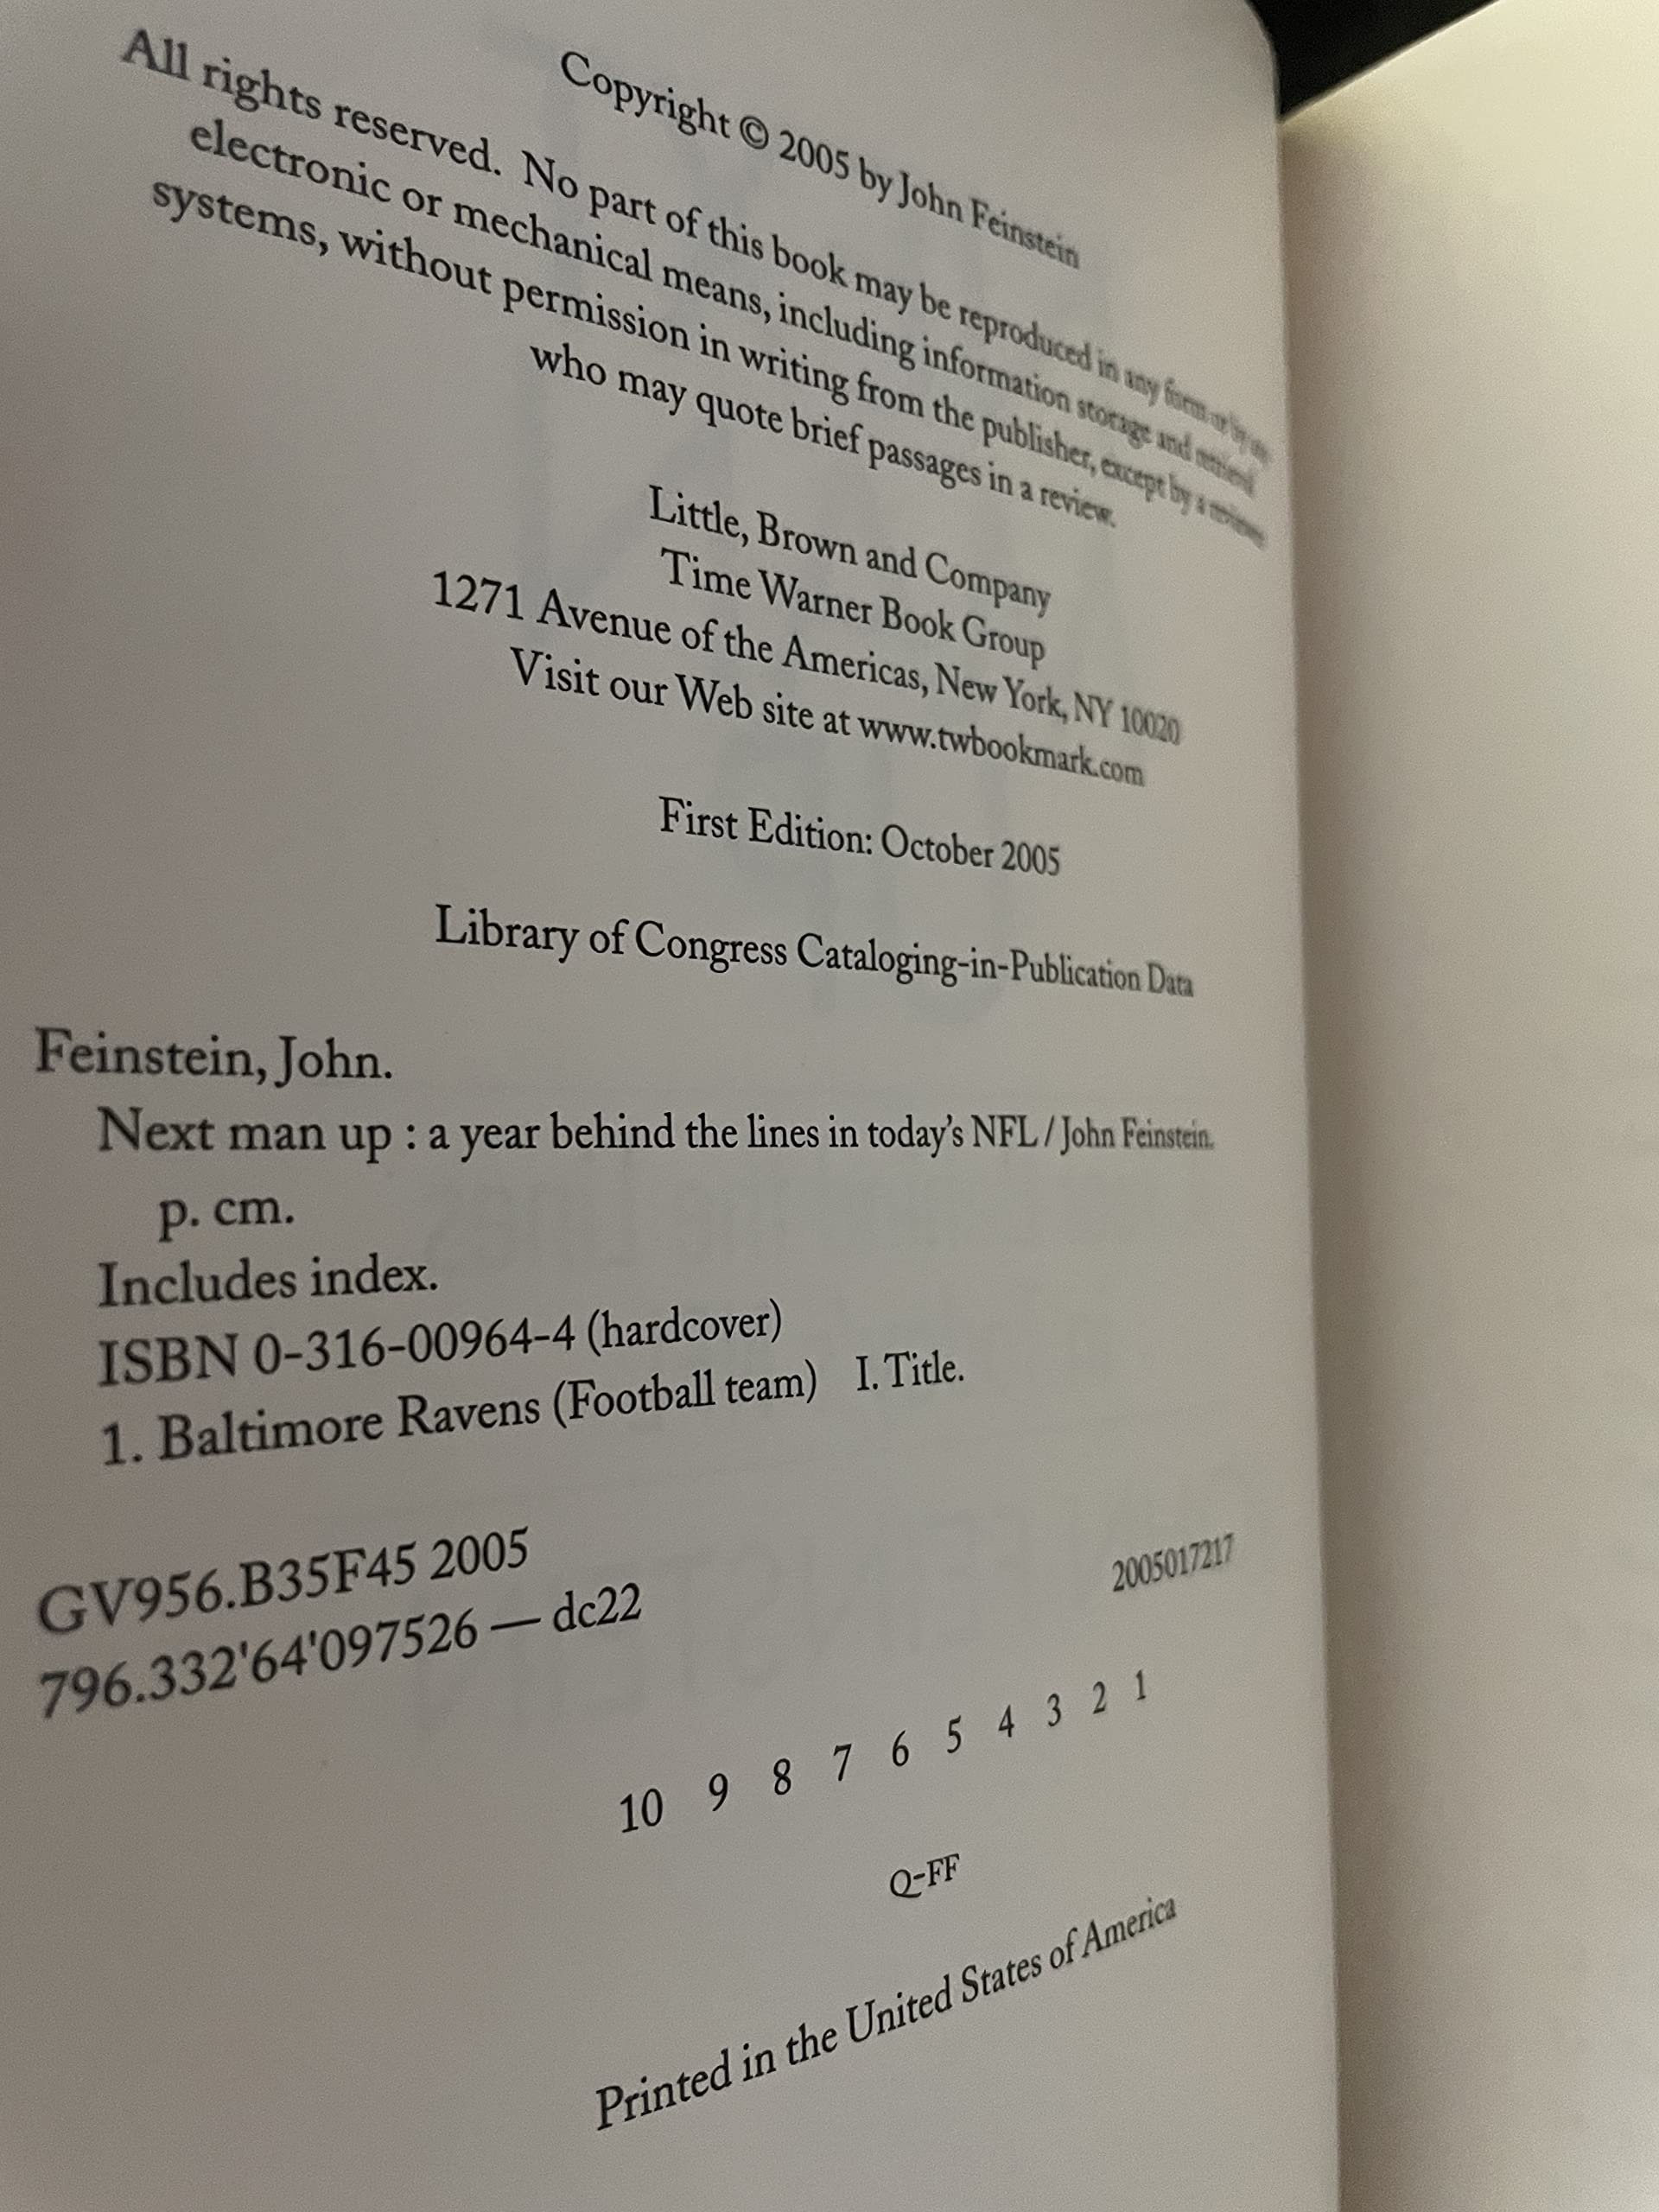 Copyright © 2005 by John Feinstein
All rights reserved. No part of this book may be reproduced in any form or by
electronic or mechanical means, including information storage and retrieval
systems, without permission in writing from the publisher, except by a reviewer
who may quote brief passages in a review.
Little, Brown and Company
Time Warner Book Group
1271 Avenue of the Americas, New York, NY 10020
Visit our Web site at www.twbookmark.com
First Edition: October 2005
Library of Congress Cataloging-in-Publication Data
Feinstein, John.
Next man up : a year behind the lines in today's NFL / John Feinstein.
p. cm.
Includes index.
ISBN 0-316-00964-4 (hardcover)
1. Baltimore Ravens (Football team) I. Title.
GV956.B35F45 2005
2005017217
796.332'64'097526 — dc22
10 9 8 7 6 5 4 3 2 1
Q-FF
Printed in the United States of America